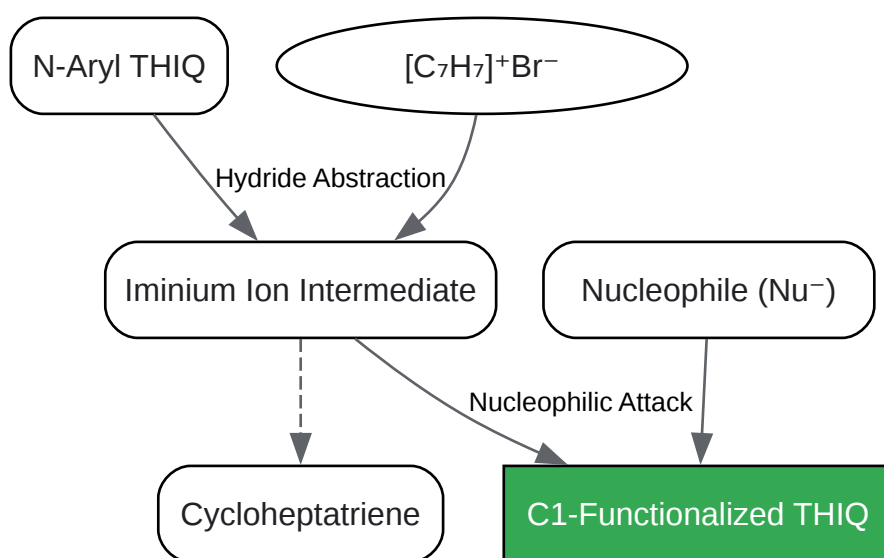 N-Aryl THIQ
[C₇H₇]⁺Br⁻
Hydride Abstraction
Iminium Ion Intermediate
Nucleophile (Nu⁻)
Nucleophilic Attack
Cycloheptatriene
C1-Functionalized THIQ